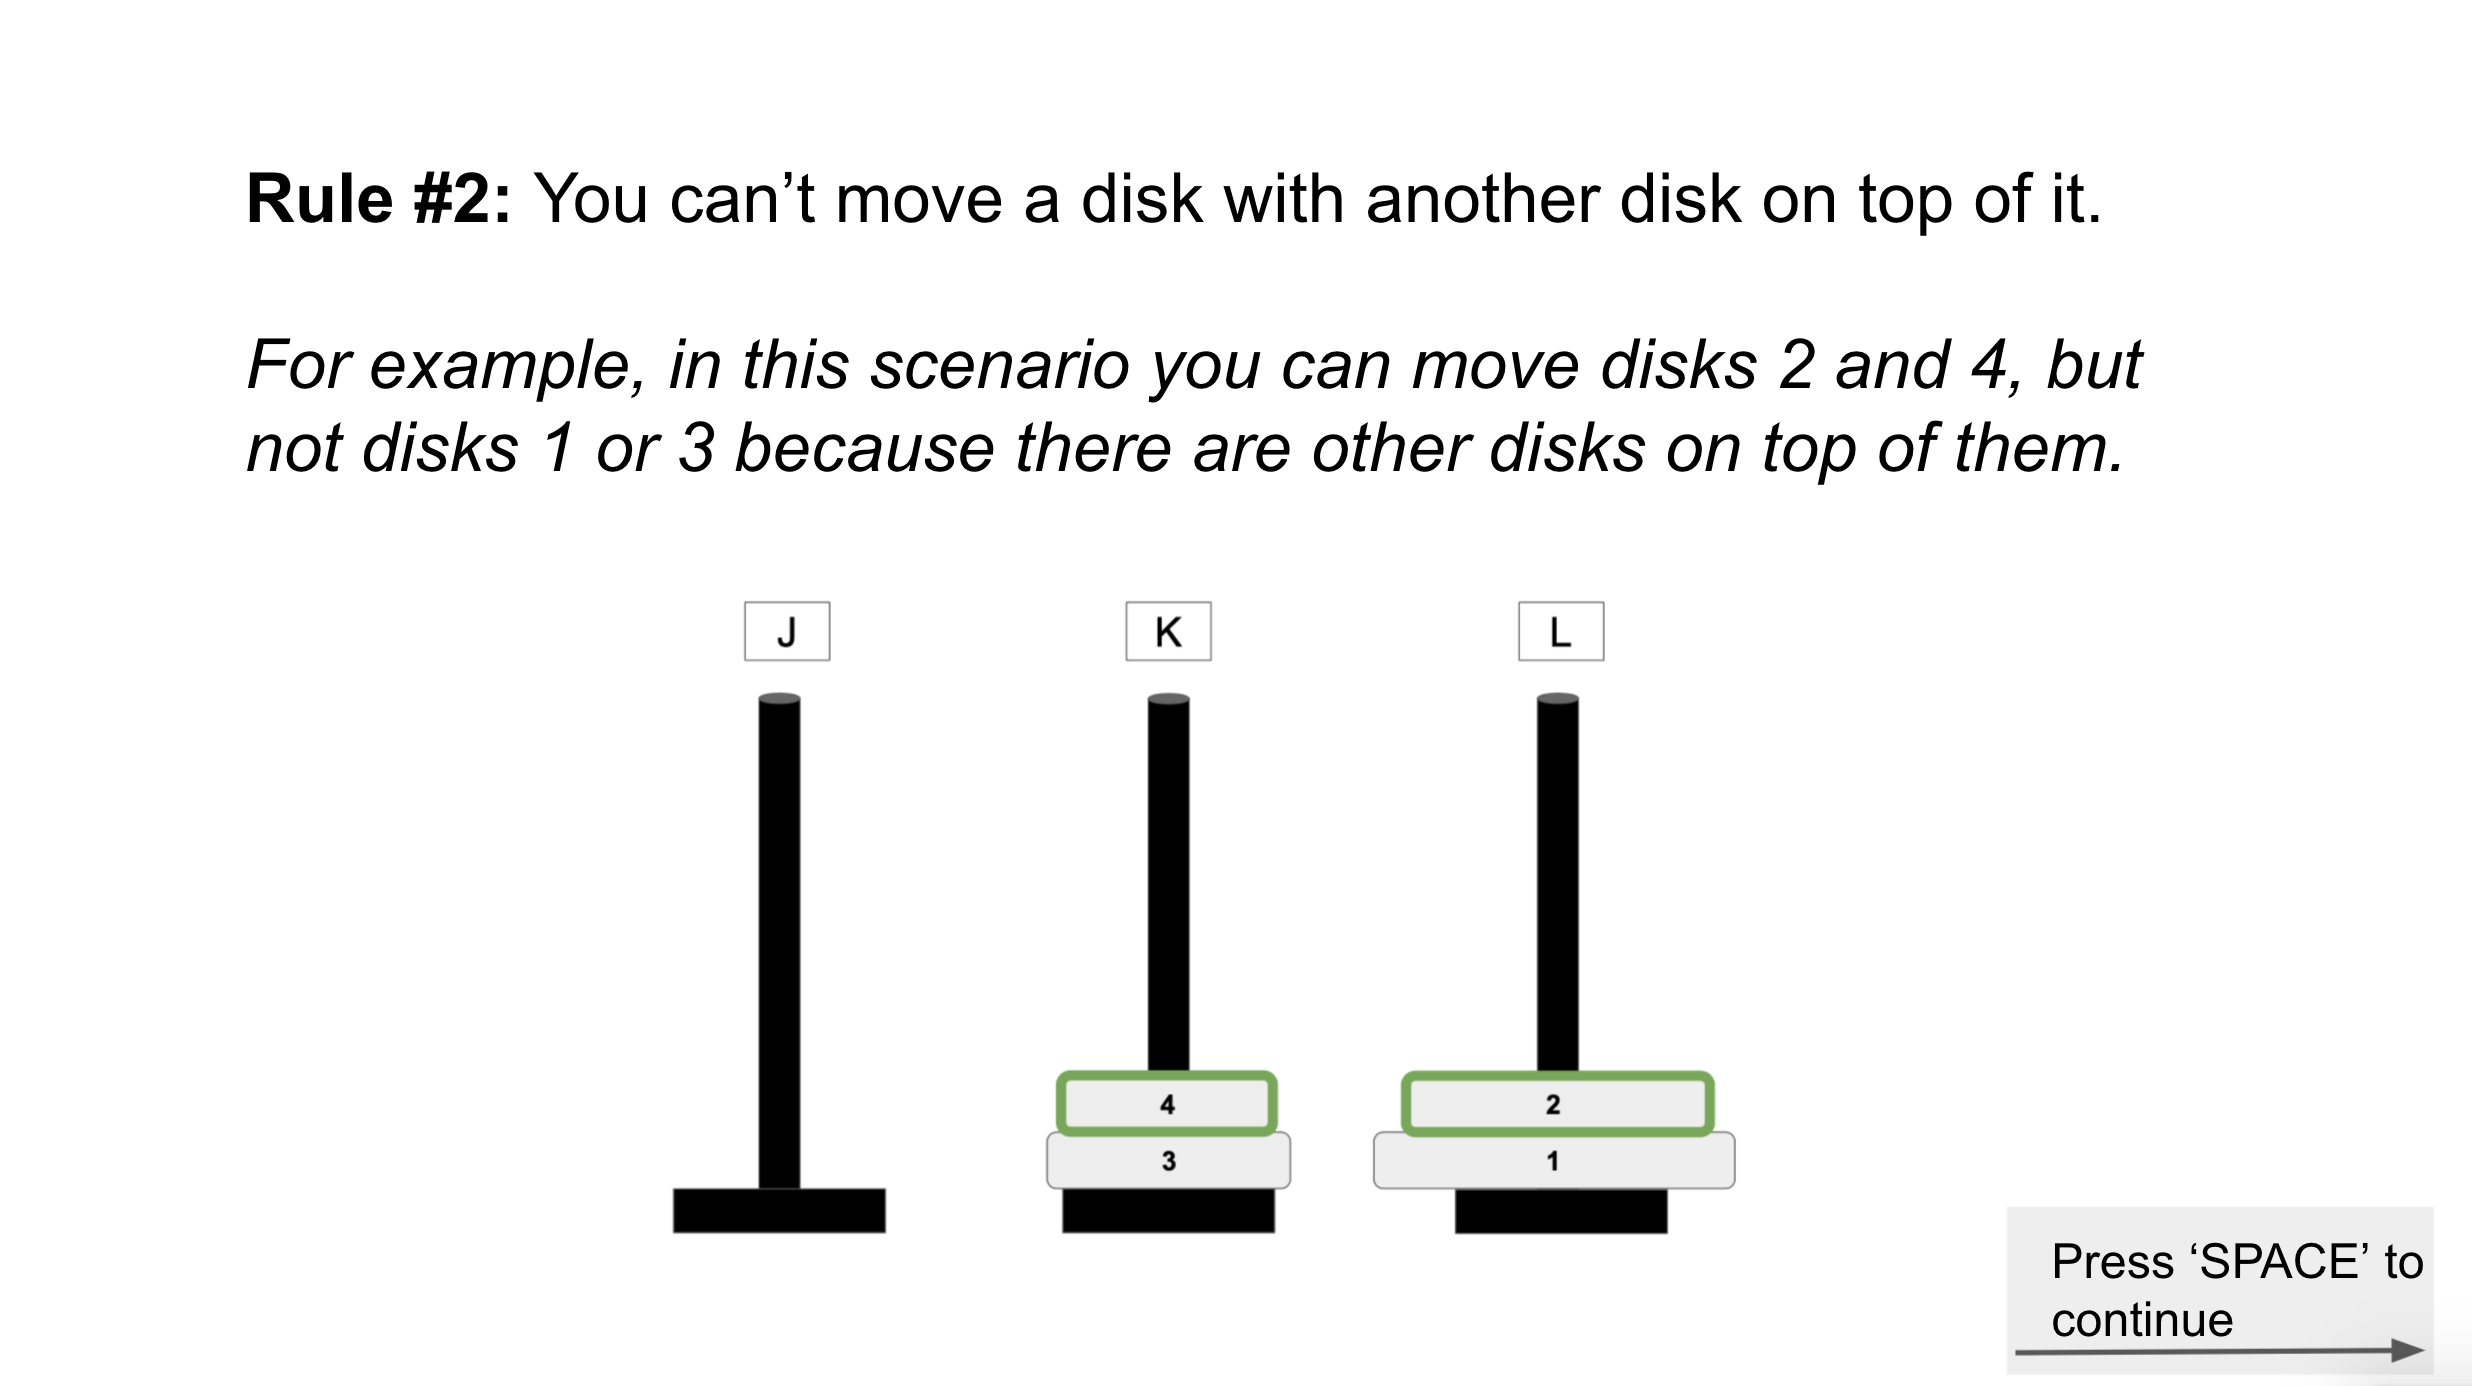 Rule #2: You can’t move a disk with another disk on top of it.
For example, in this scenario you can move disks 2 and 4, but
not disks 1 or 3 because there are other disks on top of them.
J
K
L
4
2
3
1
Press ‘SPACE’ to
continue